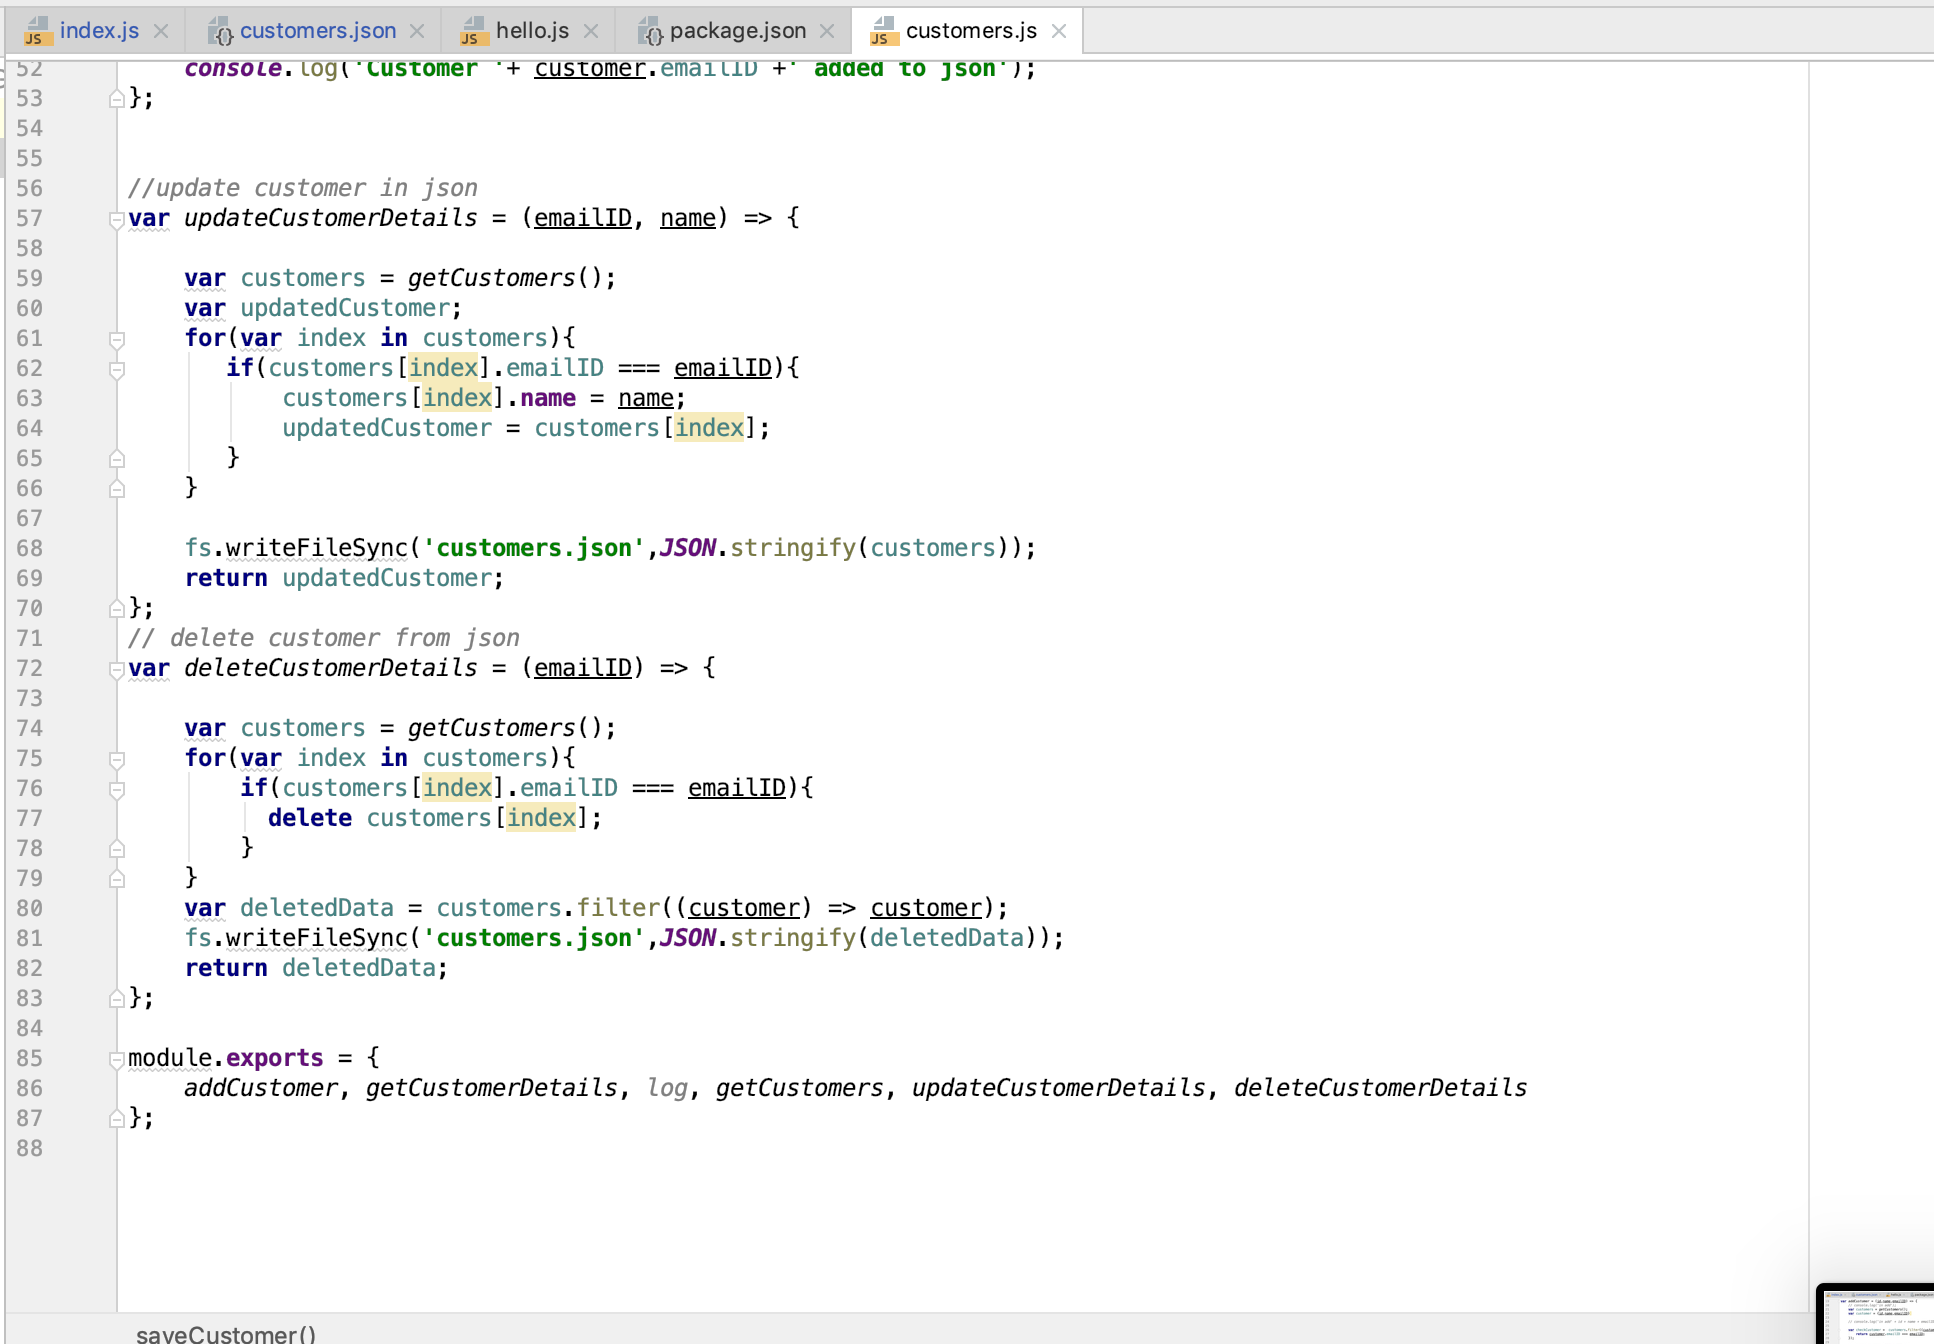 index.js customers.json hello.js package.json customers.js
52 console.log('Customer '+ customer.emailID +' added to json');
53 };
54
55
56 //update customer in json
57 var updateCustomerDetails = (emailID, name) => {
58
59 var customers = getCustomers();
60 var updatedCustomer;
61 for(var index in customers){
62 if(customers[index].emailID === emailID){
63 customers[index].name = name;
64 updatedCustomer = customers[index];
65 }
66 }
67
68 fs.writeFileSync('customers.json',JSON.stringify(customers));
69 return updatedCustomer;
70 };
71 // delete customer from json
72 var deleteCustomerDetails = (emailID) => {
73
74 var customers = getCustomers();
75 for(var index in customers){
76 if(customers[index].emailID === emailID){
77 delete customers[index];
78 }
79 }
80 var deletedData = customers.filter((customer) => customer);
81 fs.writeFileSync('customers.json',JSON.stringify(deletedData));
82 return deletedData;
83 };
84
85 module.exports = {
86 addCustomer, getCustomerDetails, log, getCustomers, updateCustomerDetails, deleteCustomerDetails
87 };
88
saveCustomer()